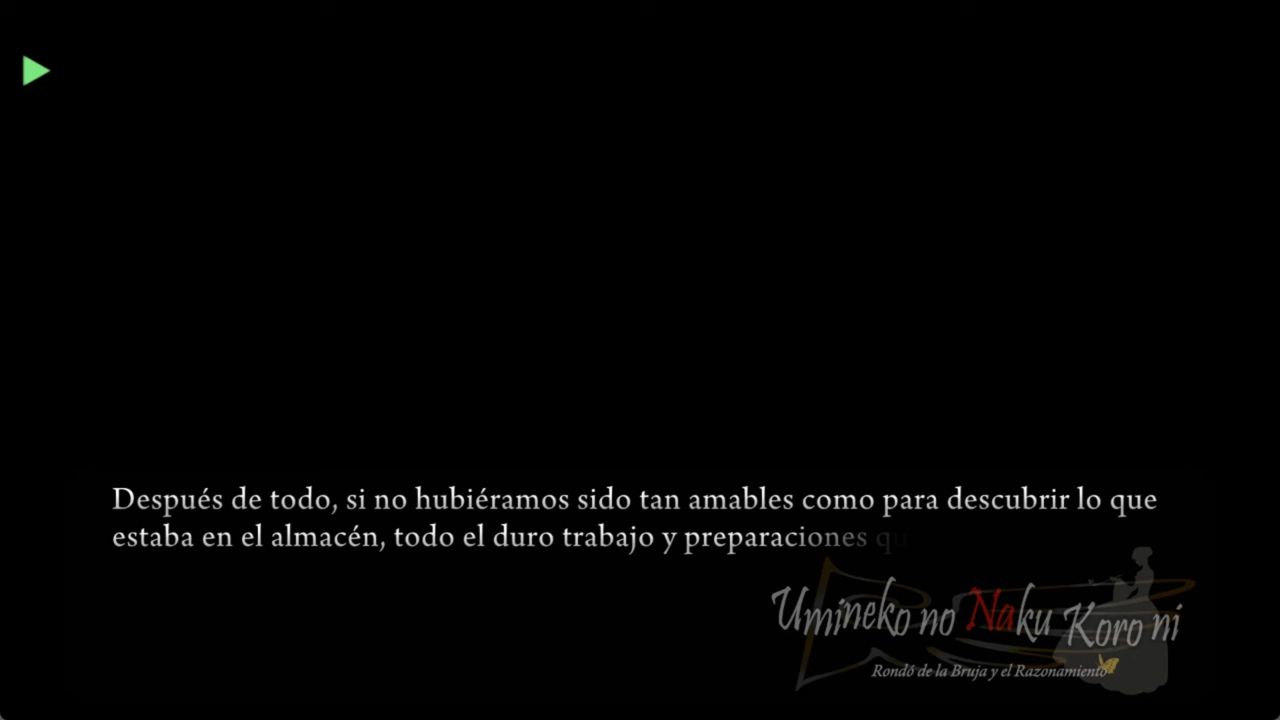 Después de todo, si no hubiéramos sido tan amables como para descubrir lo que
estaba en el almacén, todo el duro trabajo y preparaciones qu
Umineko no Naku Koro ni
Rondó de la Bruja y el Razonamiento